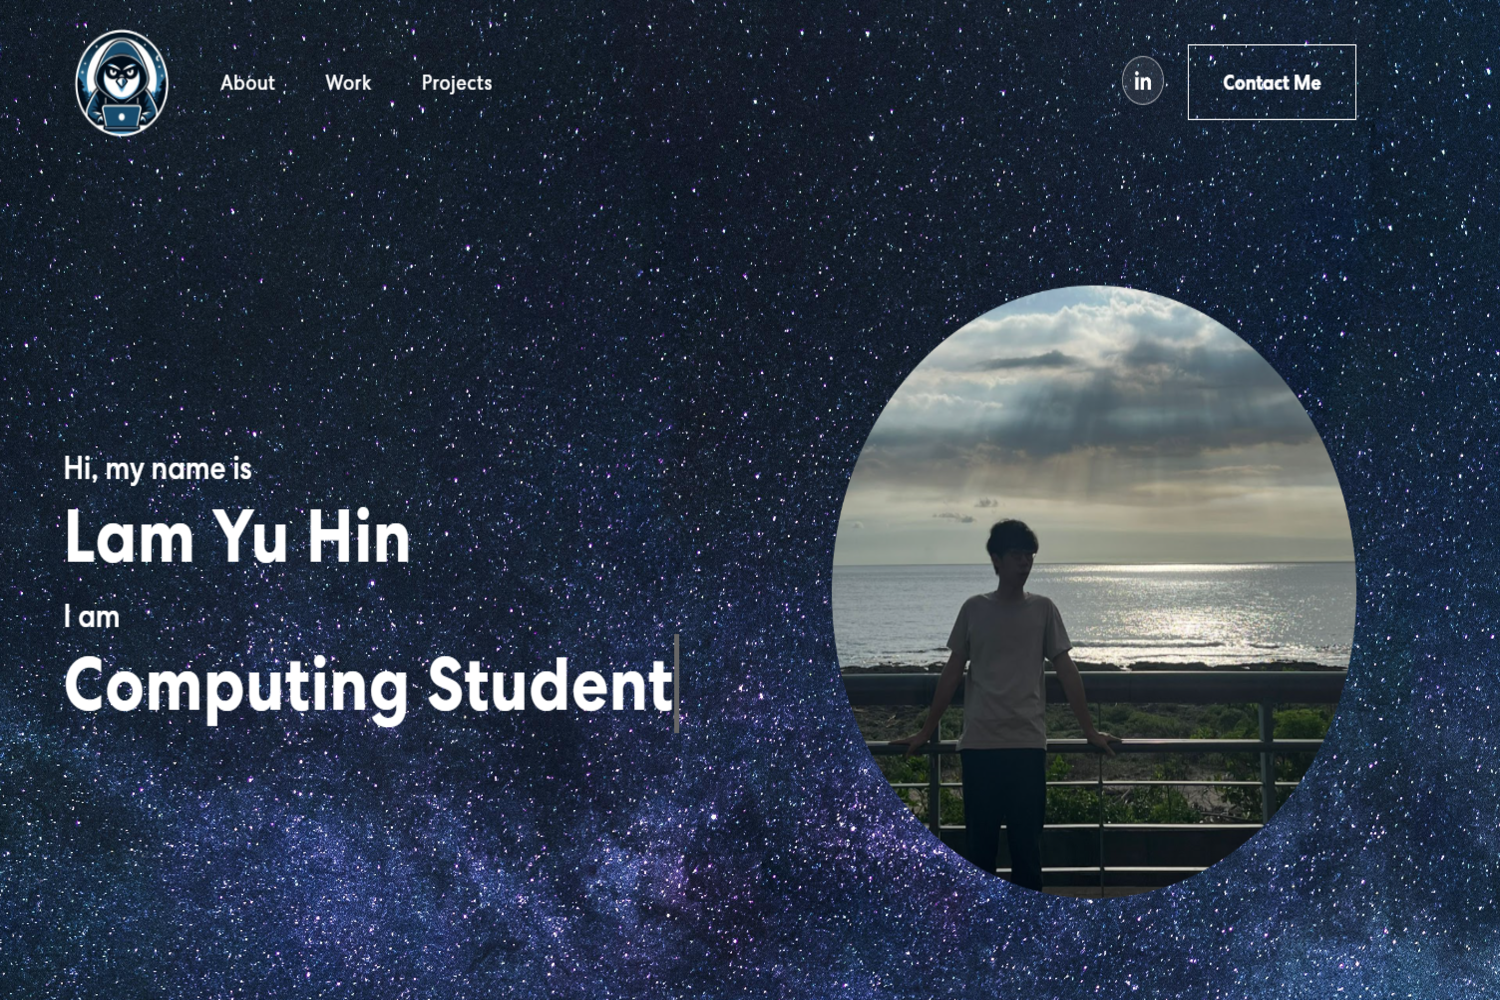 About
Work
Projects
in
Contact Me
Hi, my name is
Lam Yu Hin
I am
Computing Student